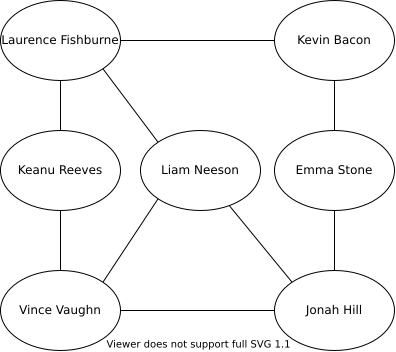 Laurence Fishburne
Kevin Bacon
Keanu Reeves
Liam Neeson
Emma Stone
Vince Vaughn
Jonah Hill
Viewer does not support full SVG 1.1